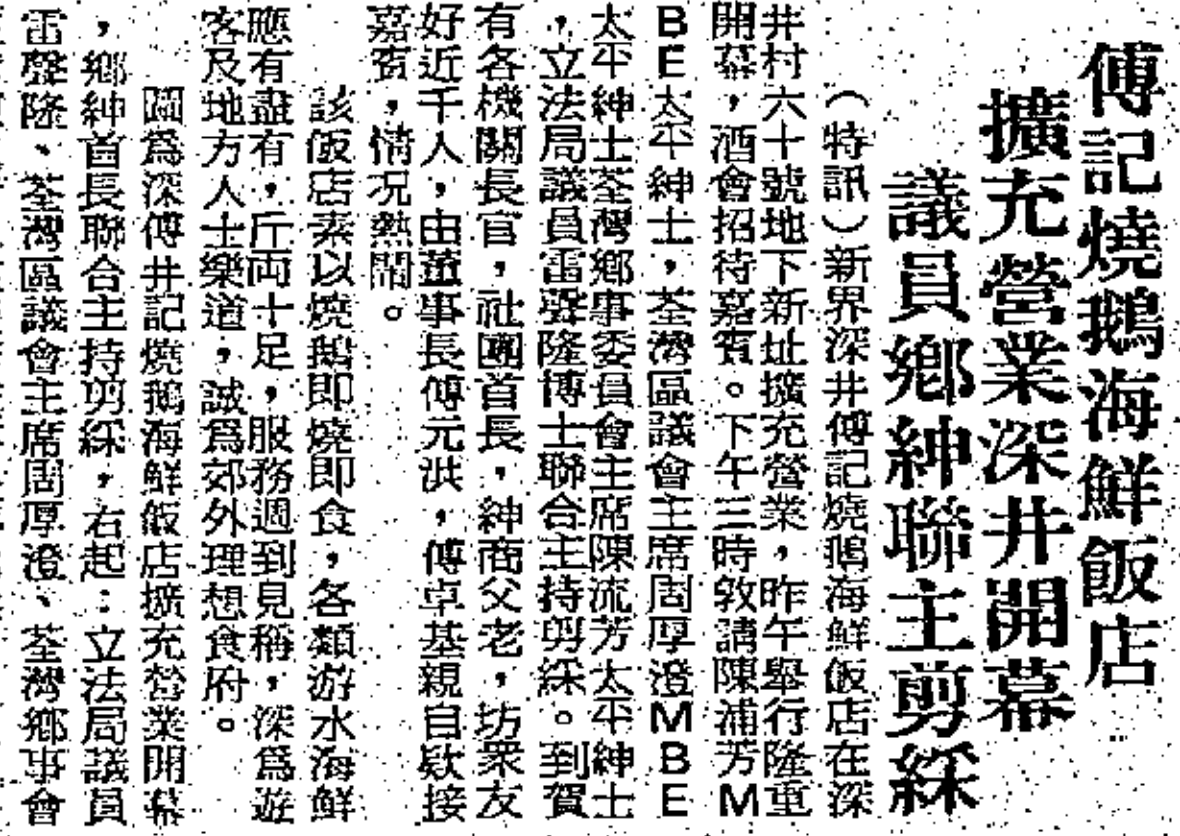 傅記燒鵝海鮮飯店
擴充營業深井開幕
議員鄉紳聯主剪綵
（特訊）新界深井傅記燒鵝海鮮飯店在深
井村六十號地下新址擴充營業，昨午舉行隆重
開幕，酒會招待嘉賓。下午三時敦請陳浦芳M
BE太平紳士，荃灣區議會主席周厚澄MBE
太平紳士荃灣鄉事委員會主席陳流芳太平紳士
，立法局議員雷聲隆博士聯合主持剪綵。到賀
有各機關長官，社團首長，紳商父老，坊眾友
好近千人，由董事長傅元洪，傅卓基親自欵接
嘉賓，情況熱鬧。
該飯店素以燒鵝即燒即食，各類游水海鮮
應有盡有，斤両十足，服務週到見稱，深爲遊
客及地方人士樂道，誠爲郊外理想食府。
圖爲深傅井記燒鵝海鮮飯店擴充營業開幕
，鄉紳首長聯合主持剪綵，右起：立法局議員
雷聲隆、荃灣區議會主席周厚澄、荃灣鄉事會